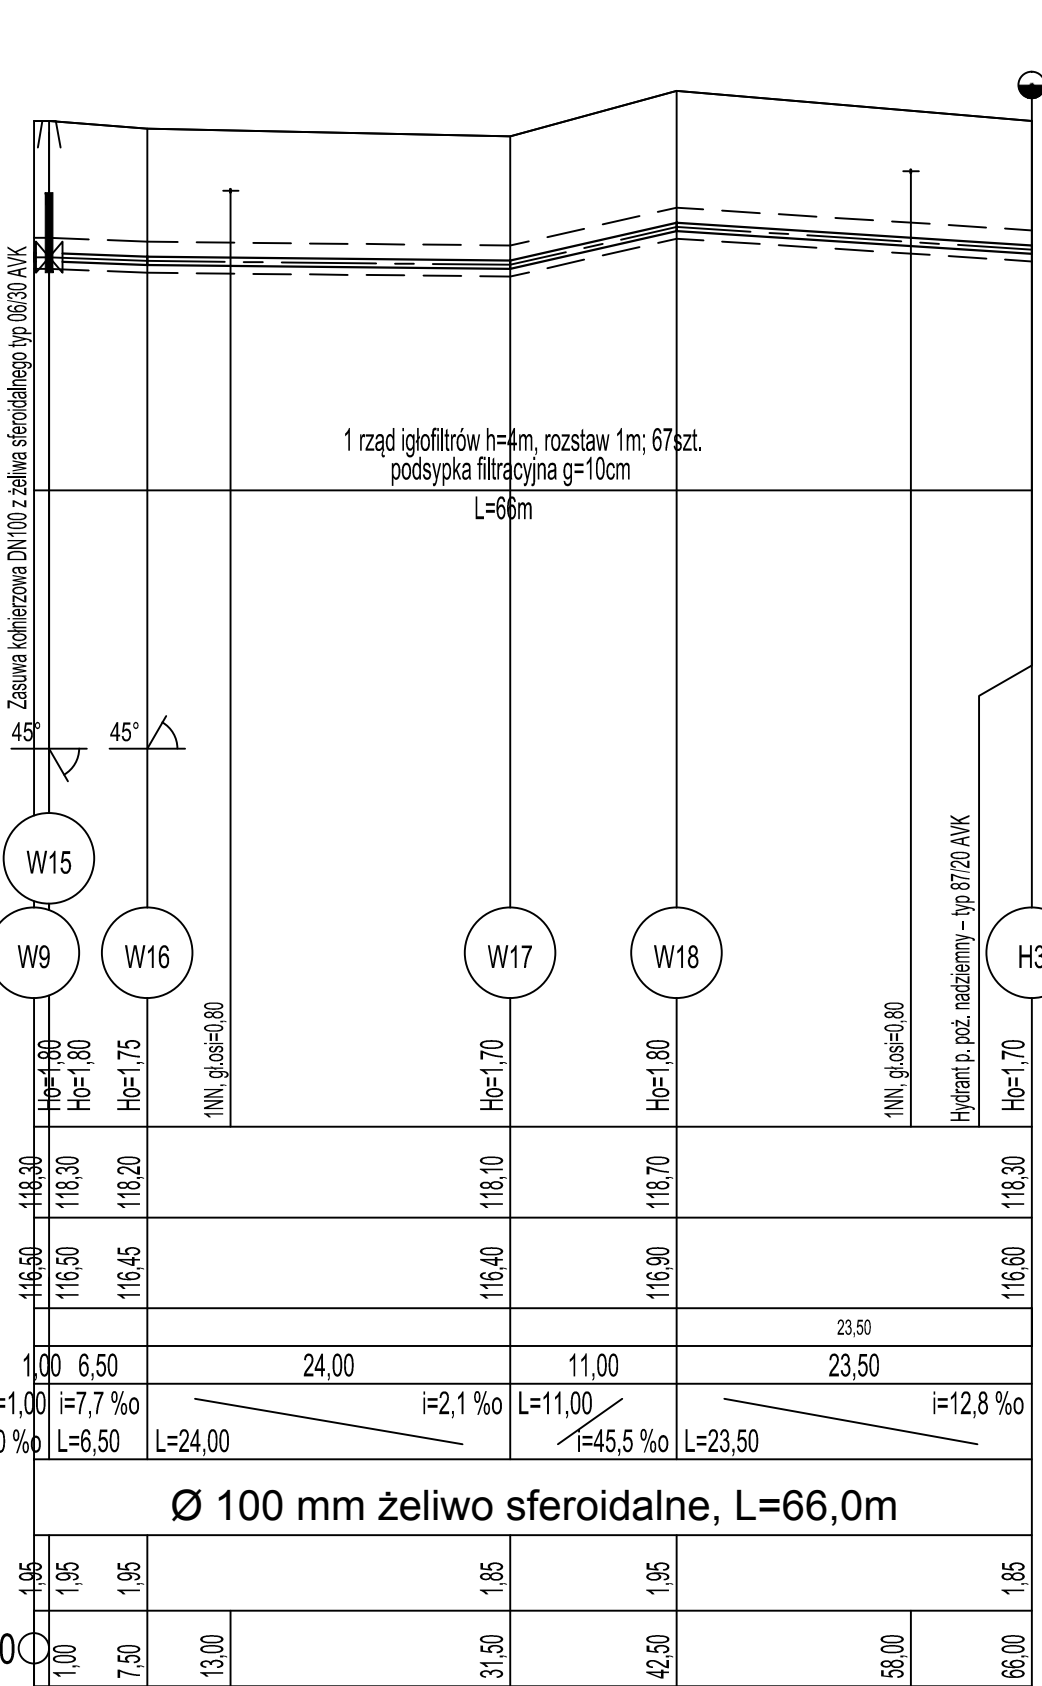 Zasuwa kołnierzowa DN100 z żeliwa sferoidalnego typ 06/30 AVK
1 rząd igłofiltrów h=4m, rozstaw 1m; 67szt.
podsypka filtracyjna g=10cm
L=66m
45°
45°
W15
W9
W16
W17
W18
H3
Hydrant p. poż. nadziemny – typ 87/20 AVK
Ho=1,80
Ho=1,80
Ho=1,75
1NN, gł.osi=0,80
Ho=1,70
Ho=1,80
1NN, gł.osi=0,80
Ho=1,70
118,30 118,30 118,20 118,10 118,70 118,30
116,50 116,50 116,45 116,40 116,90 116,60
23,50
1,00 6,50 24,00 11,00 23,50
=1,00 i=7,7 %o i=2,1 %o L=11,00 i=12,8 %o
0 %o L=6,50 L=24,00 i=45,5 %o L=23,50
Ø 100 mm żeliwo sferoidalne, L=66,0m
1,95 1,95 1,95 1,85 1,95 1,85
0 1,00 7,50 13,00 31,50 42,50 58,00 66,00